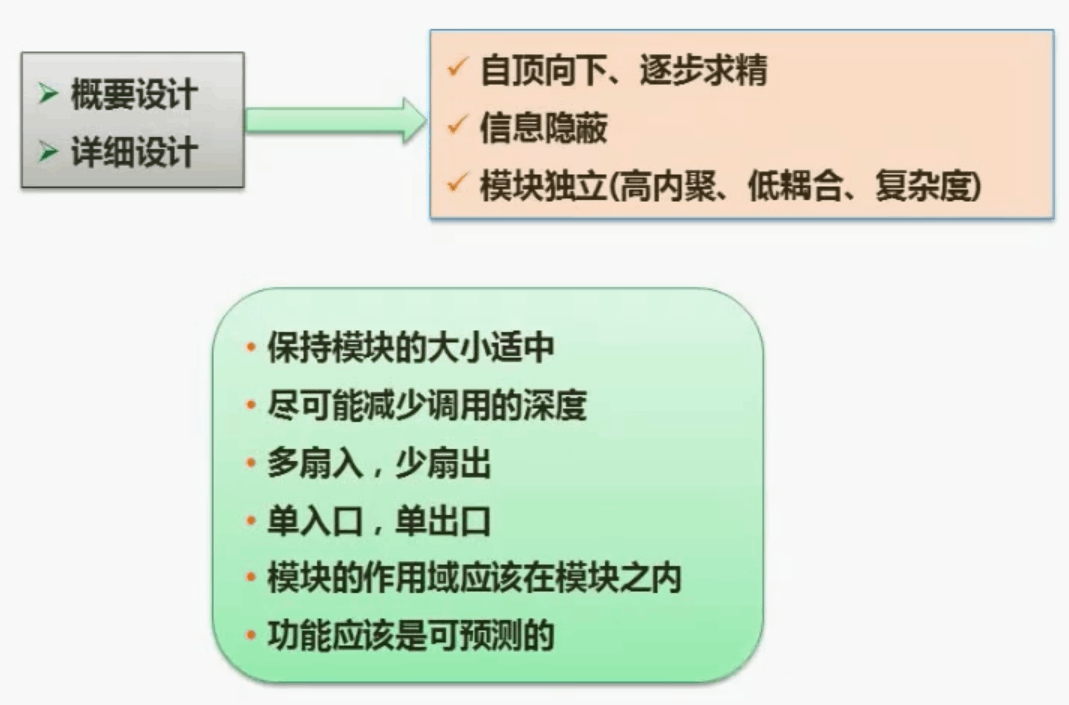 概要设计
详细设计
自顶向下、逐步求精
信息隐蔽
模块独立(高内聚、低耦合、复杂度)
保持模块的大小适中
尽可能减少调用的深度
多扇入，少扇出
单入口，单出口
模块的作用域应该在模块之内
功能应该是可预测的